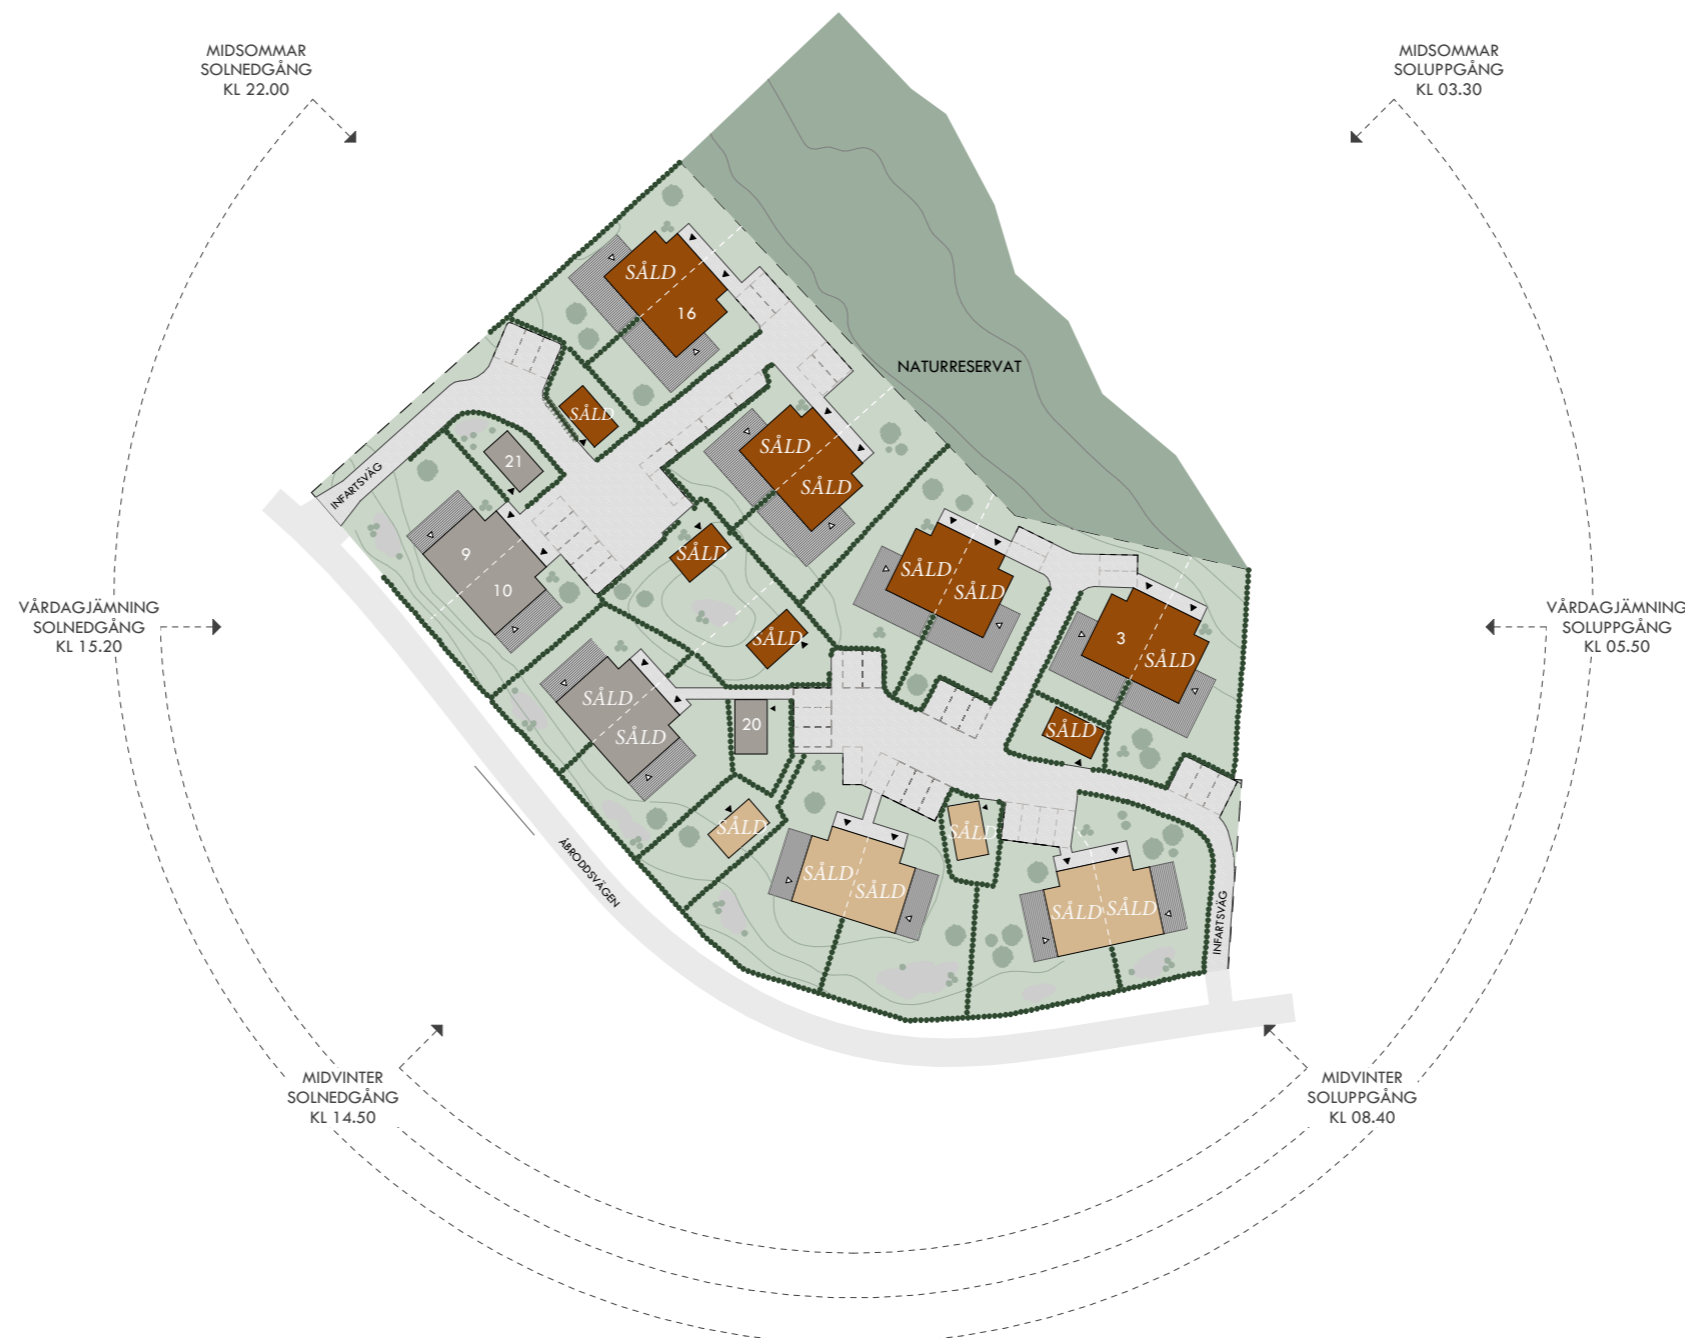 MIDSOMMAR
SOLNEDGÅNG
KL 22.00
MIDSOMMAR
SOLUPPGÅNG
KL 03.30
SÅLD
16
NATURRESERVAT
SÅLD
INFARTSVÄG
21
SÅLD
SÅLD
9
10
SÅLD
SÅLD
SÅLD
SÅLD
3
SÅLD
VÅRDAGJÄMNING
SOLNEDGÅNG
KL 15.20
VÅRDAGJÄMNING
SOLUPPGÅNG
KL 05.50
SÅLD
SÅLD
20
SÅLD
SÅLD
SÅLD
SÅLD
SÅLD
SÅLD
SÅLD
SÅLD
ÅBRODDSVÄGEN
INFARTSVÄG
MIDVINTER
SOLNEDGÅNG
KL 14.50
MIDVINTER
SOLUPPGÅNG
KL 08.40